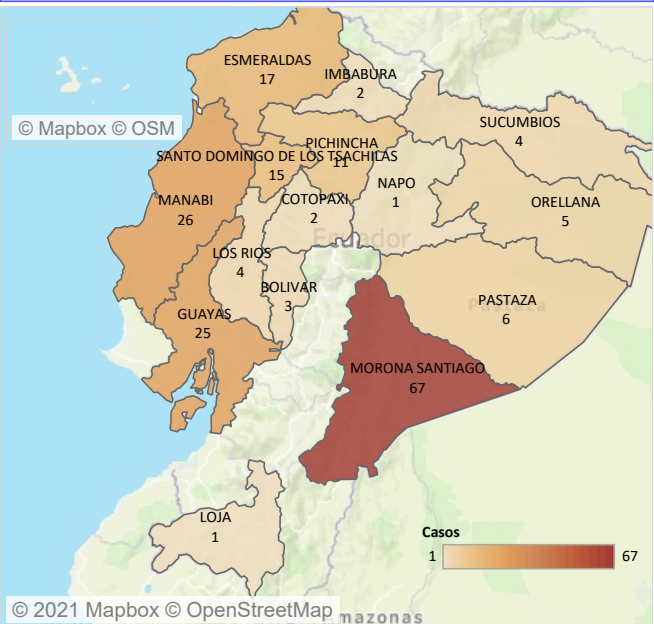 ESMERALDAS
17
IMBABURA
2
© Mapbox © OSM
SUCUMBIOS
4
PICHINCHA
11
SANTO DOMINGO DE LOS TSACHILAS
15
NAPO
1
MANABI
26
COTOPAXI
2
ORELLANA
5
Ecuador
LOS RIOS
4
BOLIVAR
3
PASTAZA
6
Pastaza
GUAYAS
25
MORONA SANTIAGO
67
LOJA
1
Casos
1
67
© 2021 Mapbox © OpenStreetMap
mazonas